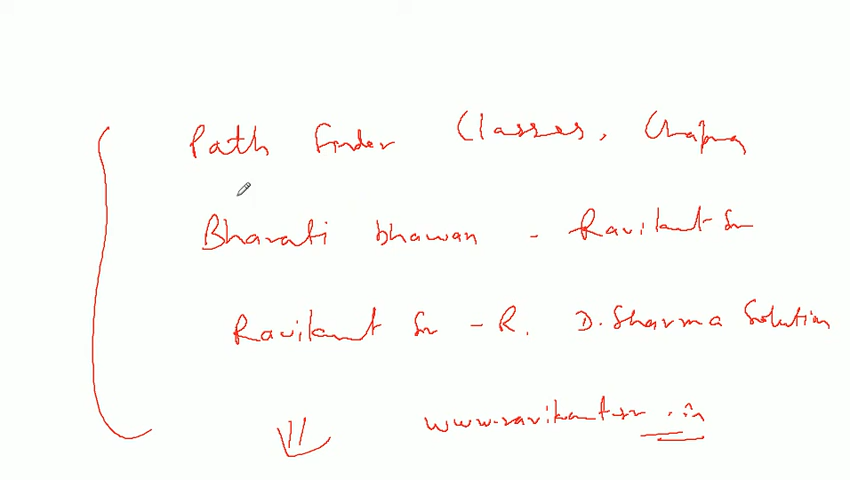 Path Finder Classes, Chapra
Bharati bhawan - Ravikant Sir
Ravikant Sir - R. D. Sharma Solution
www.ravikantsir.in